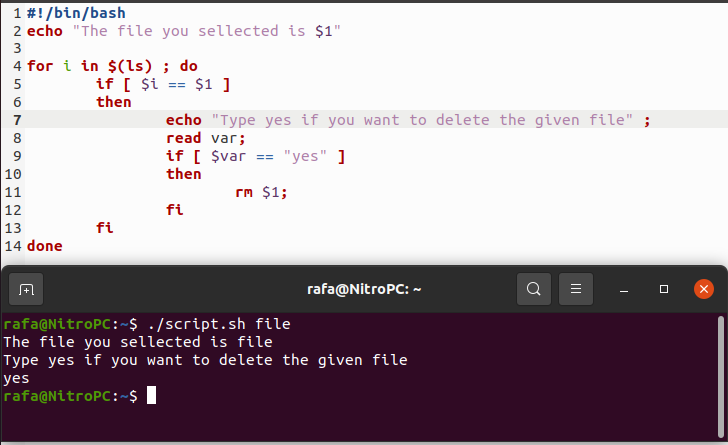 1 #!/bin/bash
2 echo "The file you sellected is $1"
3
4 for i in $(ls) ; do
5         if [ $i == $1 ]
6         then
7                 echo "Type yes if you want to delete the given file" ;
8                 read var;
9                 if [ $var == "yes" ]
10                 then
11                         rm $1;
12                 fi
13         fi
14 done
rafa@NitroPC: ~
rafa@NitroPC:~$ ./script.sh file
The file you sellected is file
Type yes if you want to delete the given file
yes
rafa@NitroPC:~$